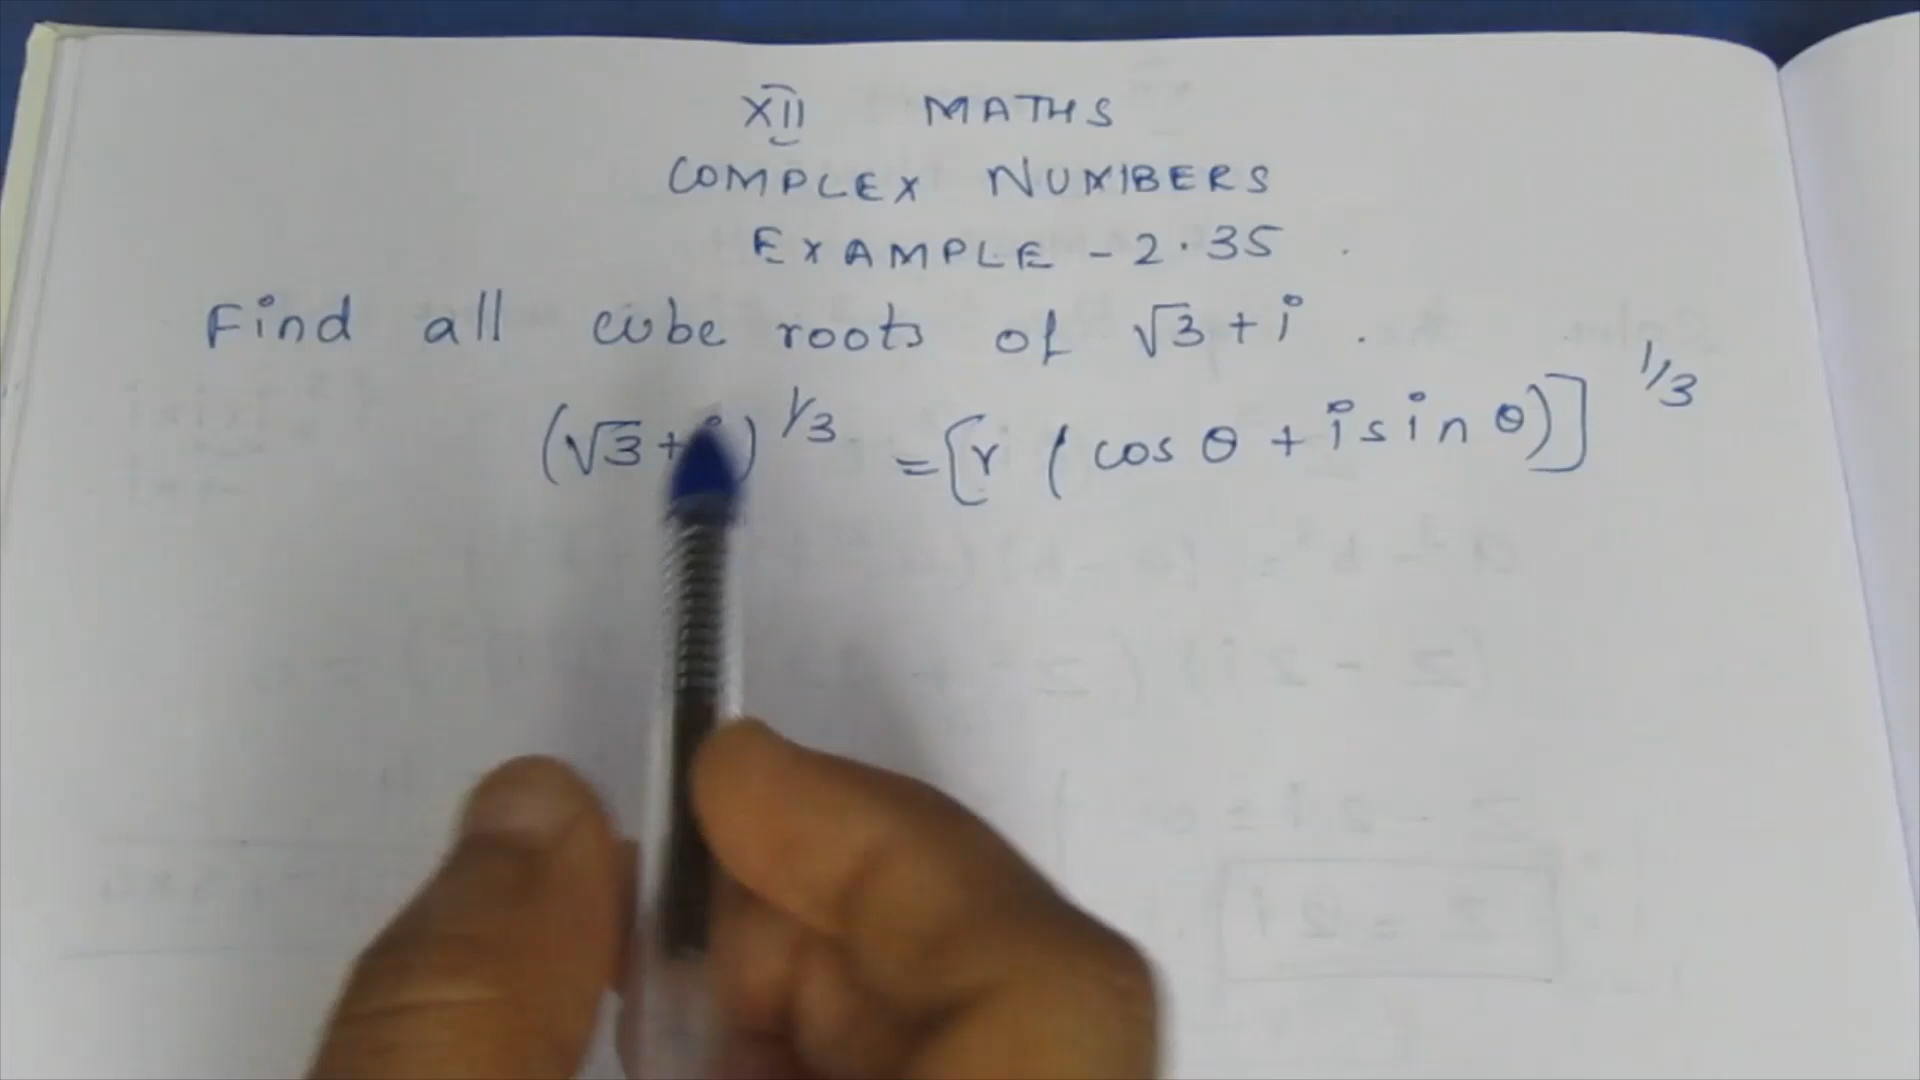 XII MATHS
COMPLEX NUMBERS
EXAMPLE - 2.35
Find all cube roots of √3 + i .
(√3 + i)^1/3 = [r (cos θ + i sin θ)]^1/3